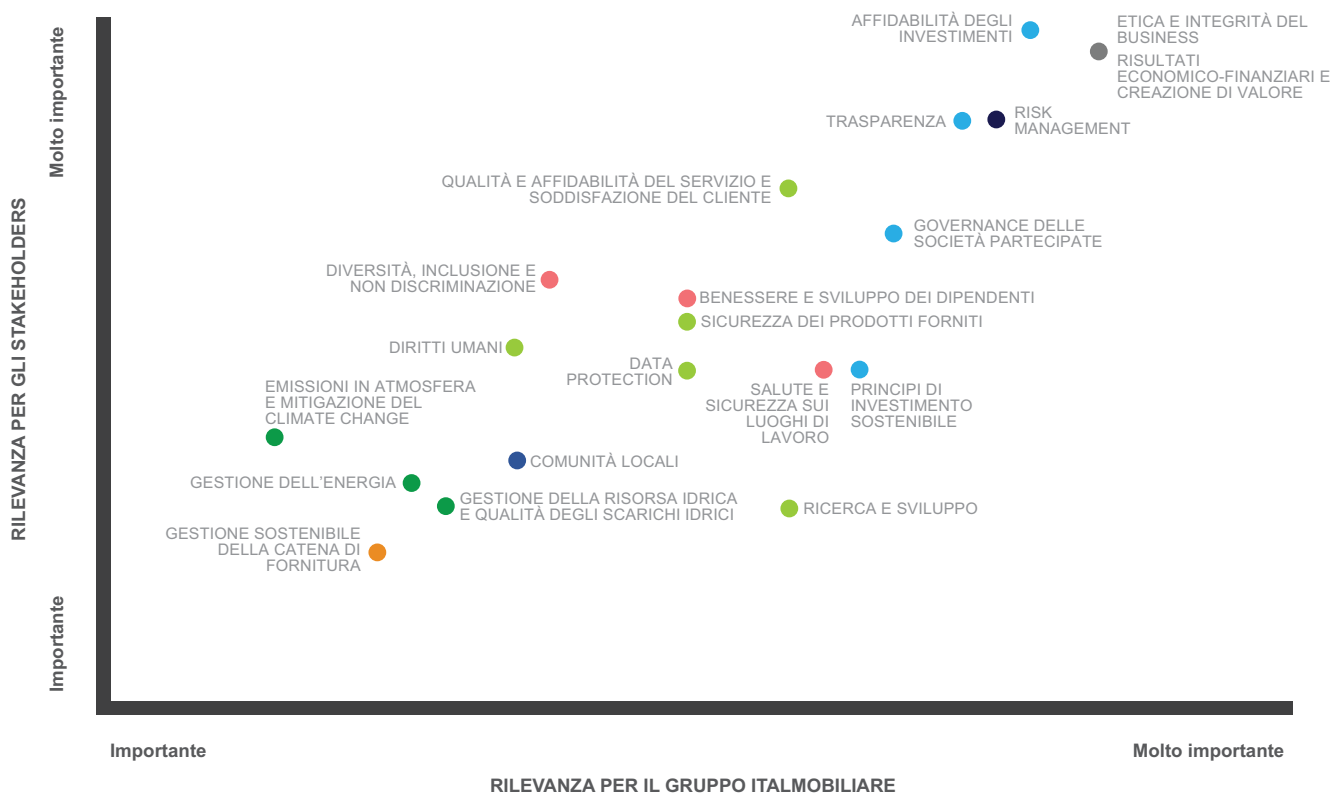 AFFIDABILITÀ DEGLI
INVESTIMENTI
ETICA E INTEGRITÀ DEL
BUSINESS
RISULTATI
ECONOMICO-FINANZIARI E
CREAZIONE DI VALORE
TRASPARENZA
RISK
MANAGEMENT
QUALITÀ E AFFIDABILITÀ DEL SERVIZIO E
SODDISFAZIONE DEL CLIENTE
GOVERNANCE DELLE
SOCIETÀ PARTECIPATE
DIVERSITÀ, INCLUSIONE E
NON DISCRIMINAZIONE
BENESSERE E SVILUPPO DEI DIPENDENTI
SICUREZZA DEI PRODOTTI FORNITI
DIRITTI UMANI
DATA
PROTECTION
SALUTE E
SICUREZZA SUI
LUOGHI DI
LAVORO
PRINCIPI DI
INVESTIMENTO
SOSTENIBILE
EMISSIONI IN ATMOSFERA
E MITIGAZIONE DEL
CLIMATE CHANGE
COMUNITÀ LOCALI
GESTIONE DELL'ENERGIA
GESTIONE DELLA RISORSA IDRICA
E QUALITÀ DEGLI SCARICHI IDRICI
RICERCA E SVILUPPO
GESTIONE SOSTENIBILE
DELLA CATENA DI
FORNITURA
Molto importante
RILEVANZA PER GLI STAKEHOLDERS
Importante
Importante
Molto importante
RILEVANZA PER IL GRUPPO ITALMOBILIARE